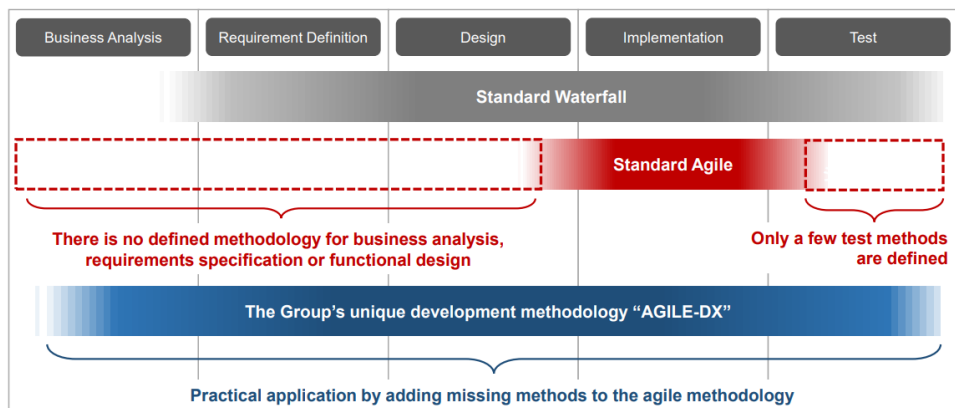 Business Analysis
Requirement Definition
Design
Implementation
Test
Standard Waterfall
Standard Agile
There is no defined methodology for business analysis,
requirements specification or functional design
Only a few test methods
are defined
The Group's unique development methodology “AGILE-DX”
Practical application by adding missing methods to the agile methodology